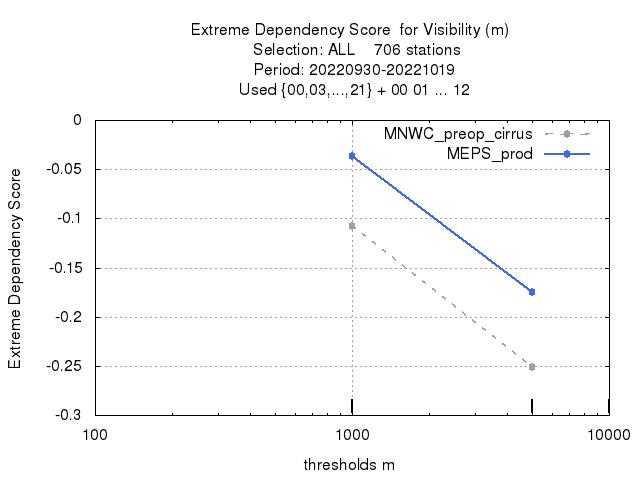 Extreme Dependency Score  for Visibility (m)
Selection: ALL    706 stations
Period: 20220930-20221019
Used {00,03,...,21} + 00 01 ... 12
MNWC_preop_cirrus
MEPS_prod
Extreme Dependency Score
0
-0.05
-0.1
-0.15
-0.2
-0.25
-0.3
100
1000
10000
thresholds m